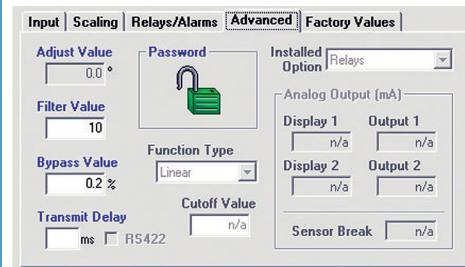 Input Scaling Relays/Alarms Advanced Factory Values
Adjust Value
0.0 °
Filter Value
10
Bypass Value
0.2 %
Transmit Delay
ms RS422
Password
Function Type
Linear
Cutoff Value
n/a
Installed Option Relays
Analog Output (mA)
Display 1 Output 1
n/a n/a
Display 2 Output 2
n/a n/a
Sensor Break n/a